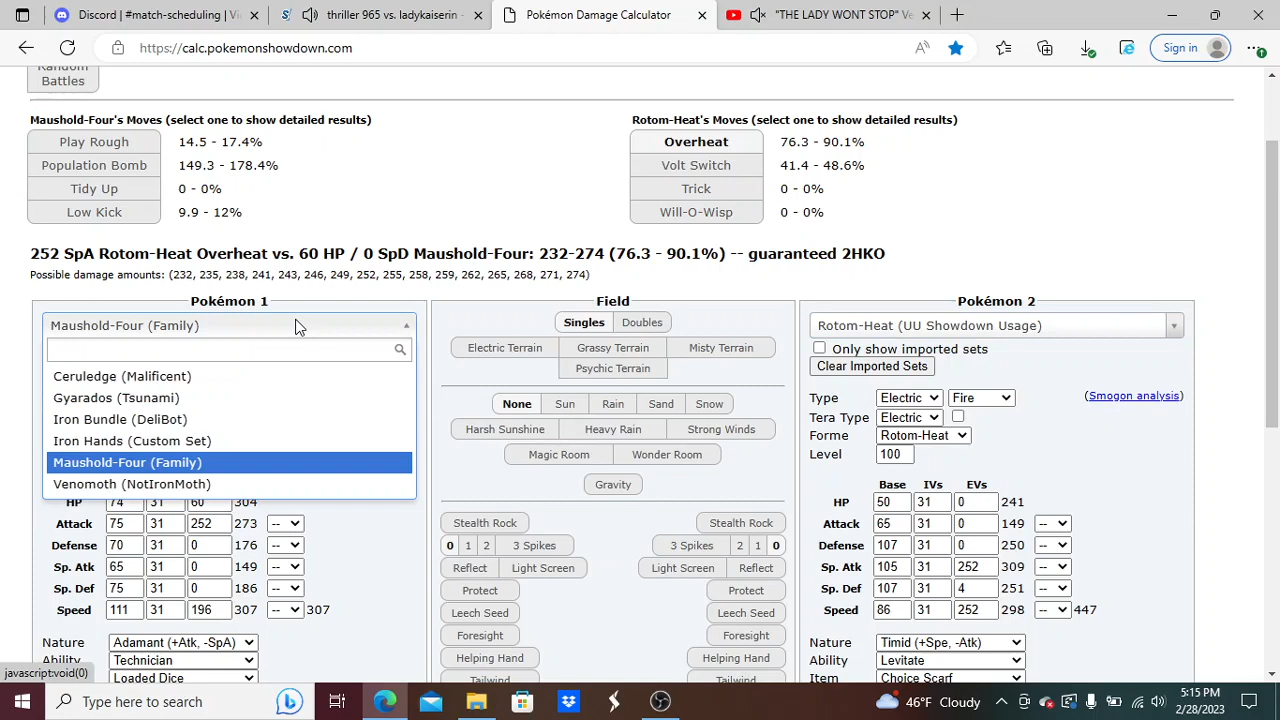 Discord | #match-scheduling | Vi
thriller 965 vs. ladykaiserin -
Pokémon Damage Calculator
"THE LADY WONT STOP" Ve
https://calc.pokemonshowdown.com
Sign in
Random
Battles
Maushold-Four's Moves (select one to show detailed results)
Rotom-Heat's Moves (select one to show detailed results)
Play Rough 14.5 - 17.4%
Overheat 76.3 - 90.1%
Population Bomb 149.3 - 178.4%
Volt Switch 41.4 - 48.6%
Tidy Up 0 - 0%
Trick 0 - 0%
Low Kick 9.9 - 12%
Will-O-Wisp 0 - 0%
252 SpA Rotom-Heat Overheat vs. 60 HP / 0 SpD Maushold-Four: 232-274 (76.3 - 90.1%) -- guaranteed 2HKO
Possible damage amounts: (232, 235, 238, 241, 243, 246, 249, 252, 255, 258, 259, 262, 265, 268, 271, 274)
Pokémon 1
Maushold-Four (Family)
Ceruledge (Malificent)
Gyarados (Tsunami)
Iron Bundle (DeliBot)
Iron Hands (Custom Set)
Maushold-Four (Family)
Venomoth (NotIronMoth)
HP 74 31 60 304
Attack 75 31 252 273 --
Defense 70 31 0 176 --
Sp. Atk 65 31 0 149 --
Sp. Def 75 31 0 186 --
Speed 111 31 196 307 -- 307
Nature Adamant (+Atk, -SpA)
Ability Technician
Loaded Dice
Field
Singles Doubles
Electric Terrain Grassy Terrain Misty Terrain
Psychic Terrain
None Sun Rain Sand Snow
Harsh Sunshine Heavy Rain Strong Winds
Magic Room Wonder Room
Gravity
Stealth Rock Stealth Rock
0 1 2 3 Spikes 3 Spikes 2 1 0
Reflect Light Screen Light Screen Reflect
Protect Protect
Leech Seed Leech Seed
Foresight Foresight
Helping Hand Helping Hand
Tailwind Tailwind
Pokémon 2
Rotom-Heat (UU Showdown Usage)
Only show imported sets
Clear Imported Sets
Type Electric Fire (Smogon analysis)
Tera Type Electric
Forme Rotom-Heat
Level 100
Base IVs EVs
HP 50 31 0 241
Attack 65 31 0 149 --
Defense 107 31 0 250 --
Sp. Atk 105 31 252 309 --
Sp. Def 107 31 4 251 --
Speed 86 31 252 298 -- 447
Nature Timid (+Spe, -Atk)
Ability Levitate
Item Choice Scarf
javascript:void(0)
Type here to search
46°F Cloudy
5:15 PM
2/28/2023